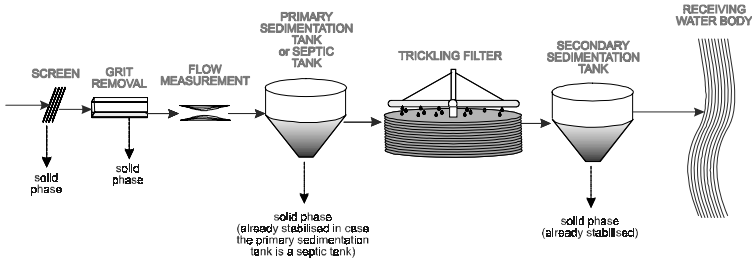 SCREEN
GRIT
REMOVAL
FLOW
MEASUREMENT
PRIMARY
SEDIMENTATION
TANK
or SEPTIC
TANK
TRICKLING FILTER
SECONDARY
SEDIMENTATION
TANK
RECEIVING
WATER BODY
solid
phase
solid
phase
solid phase
(already stabilised in case
the primary sedimentation
tank is a septic tank)
solid phase
(already stabilised)